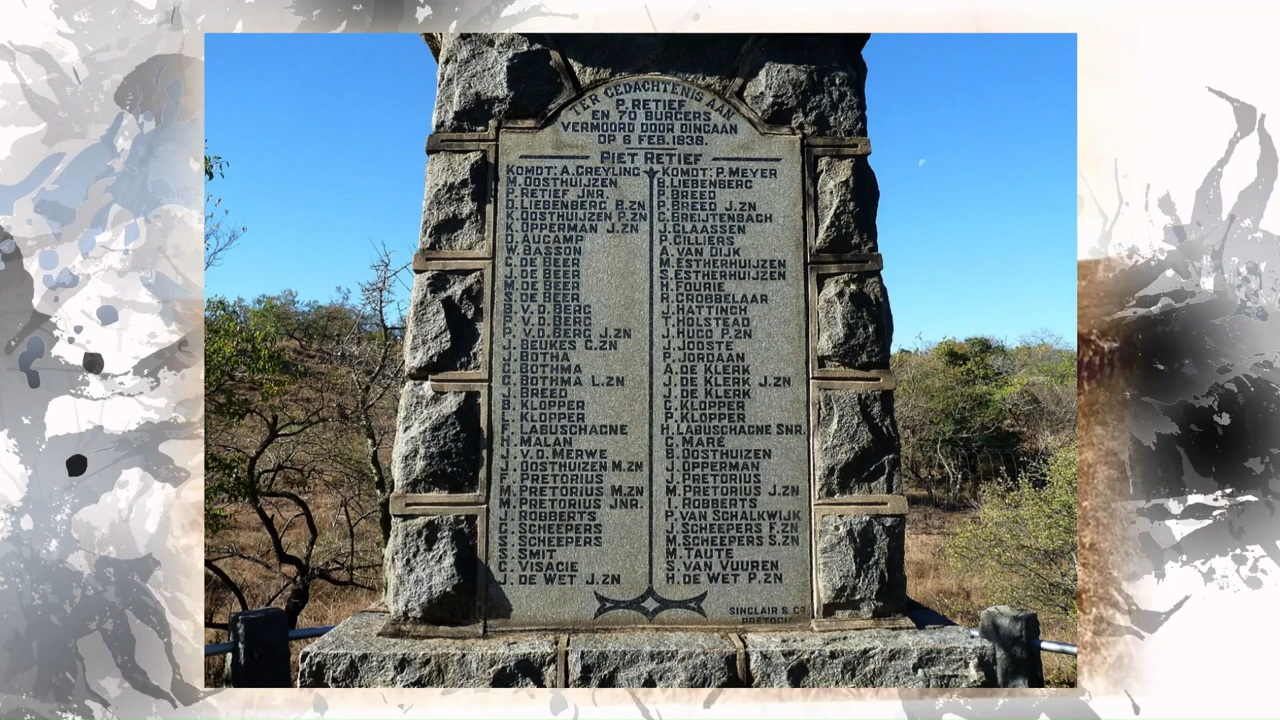 TER GEDACHTENIS AAN
P. RETIEF
EN 70 BURGERS
VERMOORD DOOR DINGAAN
OP 6 FEB. 1838.
PIET RETIEF
KOMDT: A. GREYLING
M. OOSTHUIJZEN
P. RETIEF JNR.
D. LIEBENBERG B.ZN
K. OOSTHUIJZEN P.ZN
K. OPPERMAN J.ZN
D. AUCAMP
W. BASSON
C. DE BEER
J. DE BEER
M. DE BEER
S. DE BEER
B. V.D. BERG
P. V.D. BERG
P. V.D. BERG J.ZN
J. BEUKES G.ZN
J. BOTHA
C. BOTHMA
C. BOTHMA L.ZN
J. BREED
B. KLOPPER
L. KLOPPER
F. LABUSCHAGNE
H. MALAN
J. V.D. MERWE
J. OOSTHUIZEN M.ZN
F. PRETORIUS
M. PRETORIUS M.ZN
M. PRETORIUS JNR.
J. ROBBERTS
C. SCHEEPERS
G. SCHEEPERS
S. SMIT
C. VISAGIE
J. DE WET J.ZN
KOMDT: P. MEYER
B. LIEBENBERG
P. BREED
P. BREED J.ZN
C. BREIJTENBACH
J. CLAASSEN
P. CILLIERS
A. VAN DIJK
M. ESTHERHUIJZEN
S. ESTHERHUIJZEN
H. FOURIE
R. GROBBELAAR
J. HATTINGH
T. HOLSTEAD
J. HUGO P.ZN
J. JOOSTE
P. JORDAAN
A. DE KLERK
J. DE KLERK J.ZN
J. DE KLERK
C. KLOPPER
P. KLOPPER
H. LABUSCHAGNE SNR.
C. MARÉ
B. OOSTHUIZEN
J. OPPERMAN
J. PRETORIUS
M. PRETORIUS J.ZN
I. ROBBERTS
P. VAN SCHALKWIJK
J. SCHEEPERS F.ZN
M. SCHEEPERS S.ZN
M. TAUTE
S. VAN VUUREN
H. DE WET P.ZN
SINCLAIR & Co